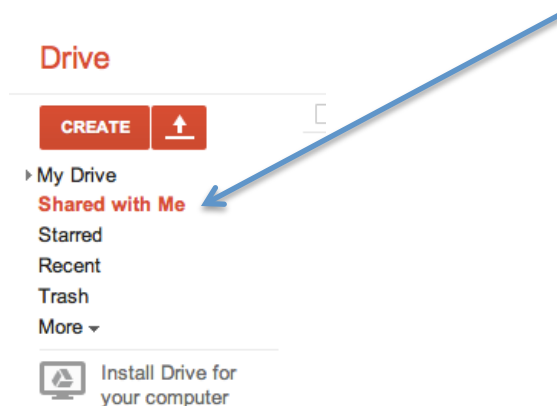 Drive
CREATE
My Drive
Shared with Me
Starred
Recent
Trash
More
Install Drive for
your computer